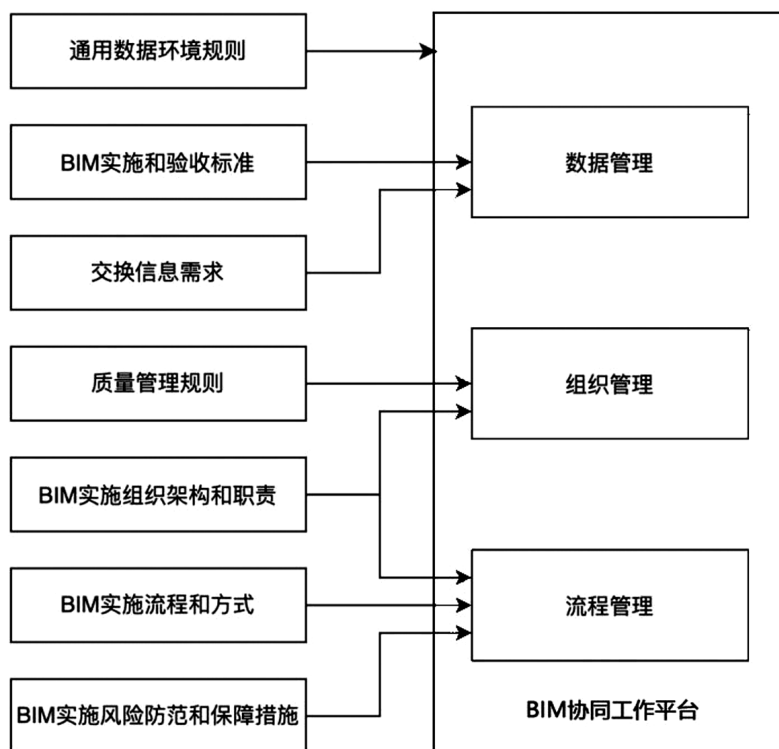 通用数据环境规则
BIM实施和验收标准
数据管理
交换信息需求
质量管理规则
组织管理
BIM实施组织架构和职责
BIM实施流程和方式
流程管理
BIM实施风险防范和保障措施
BIM协同工作平台